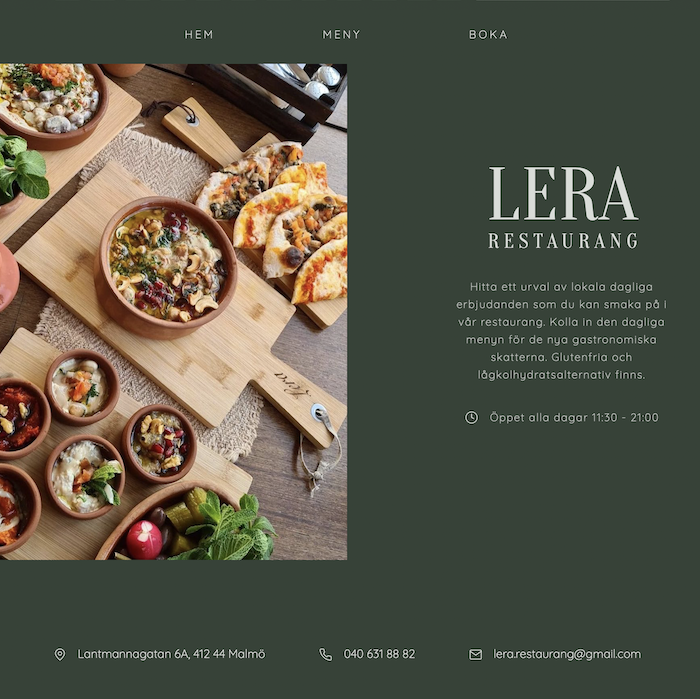 HEM
MENY
BOKA
LERA
RESTAURANG
Hitta ett urval av lokala dagliga
erbjudanden som du kan smaka på i
vår restaurang. Kolla in den dagliga
menyn för de nya gastronomiska
skatterna. Glutenfria och
lågkolhydratsalternativ finns.
Öppet alla dagar 11:30 - 21:00
Lantmannagatan 6A, 412 44 Malmö
040 631 88 82
lera.restaurang@gmail.com